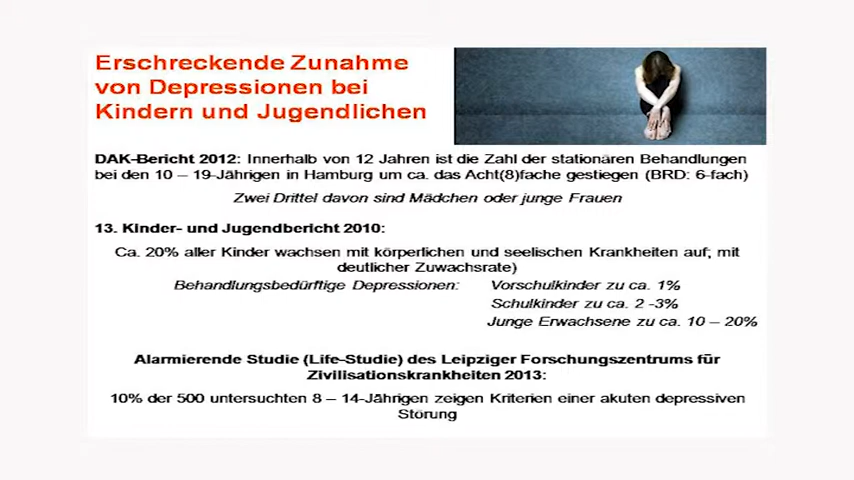 Erschreckende Zunahme
von Depressionen bei
Kindern und Jugendlichen
DAK-Bericht 2012: Innerhalb von 12 Jahren ist die Zahl der stationären Behandlungen
bei den 10 – 19-Jährigen in Hamburg um ca. das Acht(8)fache gestiegen (BRD: 6-fach)
Zwei Drittel davon sind Mädchen oder junge Frauen
13. Kinder- und Jugendbericht 2010:
Ca. 20% aller Kinder wachsen mit körperlichen und seelischen Krankheiten auf; mit
deutlicher Zuwachsrate)
Behandlungsbedürftige Depressionen: Vorschulkinder zu ca. 1%
Schulkinder zu ca. 2 -3%
Junge Erwachsene zu ca. 10 – 20%
Alarmierende Studie (Life-Studie) des Leipziger Forschungszentrums für
Zivilisationskrankheiten 2013:
10% der 500 untersuchten 8 – 14-Jährigen zeigen Kriterien einer akuten depressiven
Störung